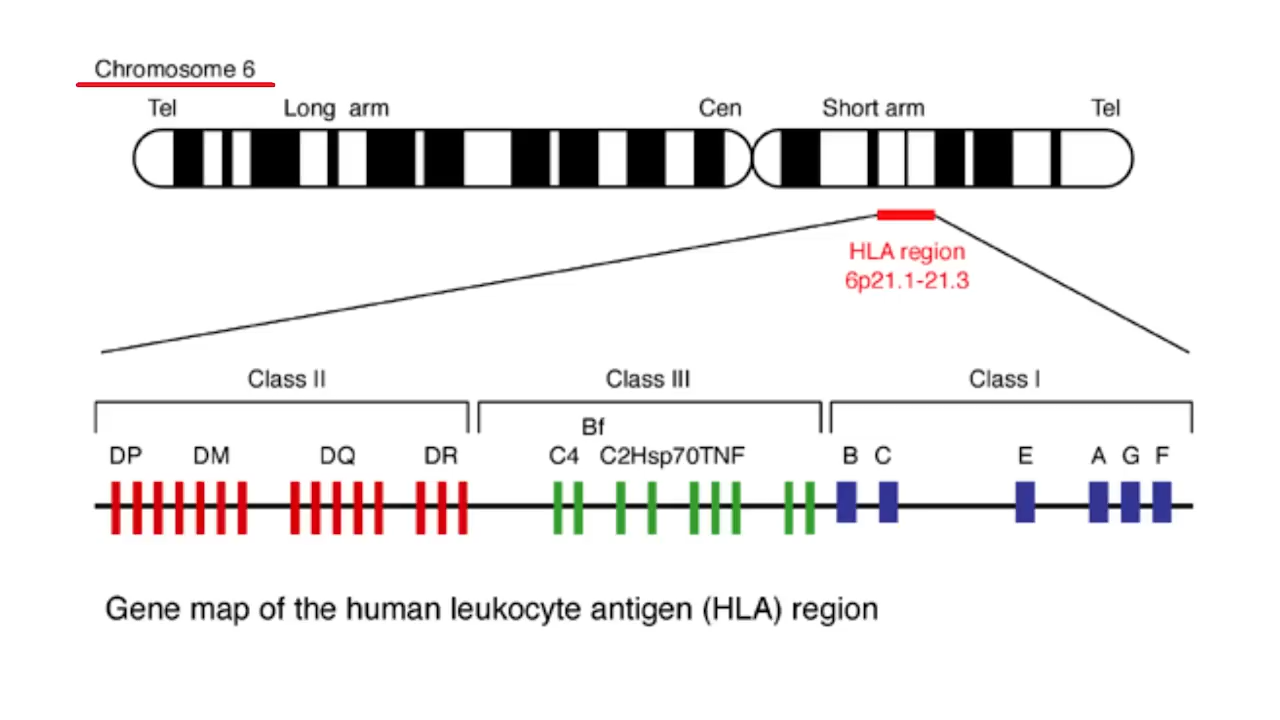 Chromosome 6
Tel Long arm Cen Short arm Tel
HLA region
6p21.1-21.3
Class II Class III Class I
Bf
DP DM DQ DR C4 C2Hsp70TNF B C E A G F
Gene map of the human leukocyte antigen (HLA) region